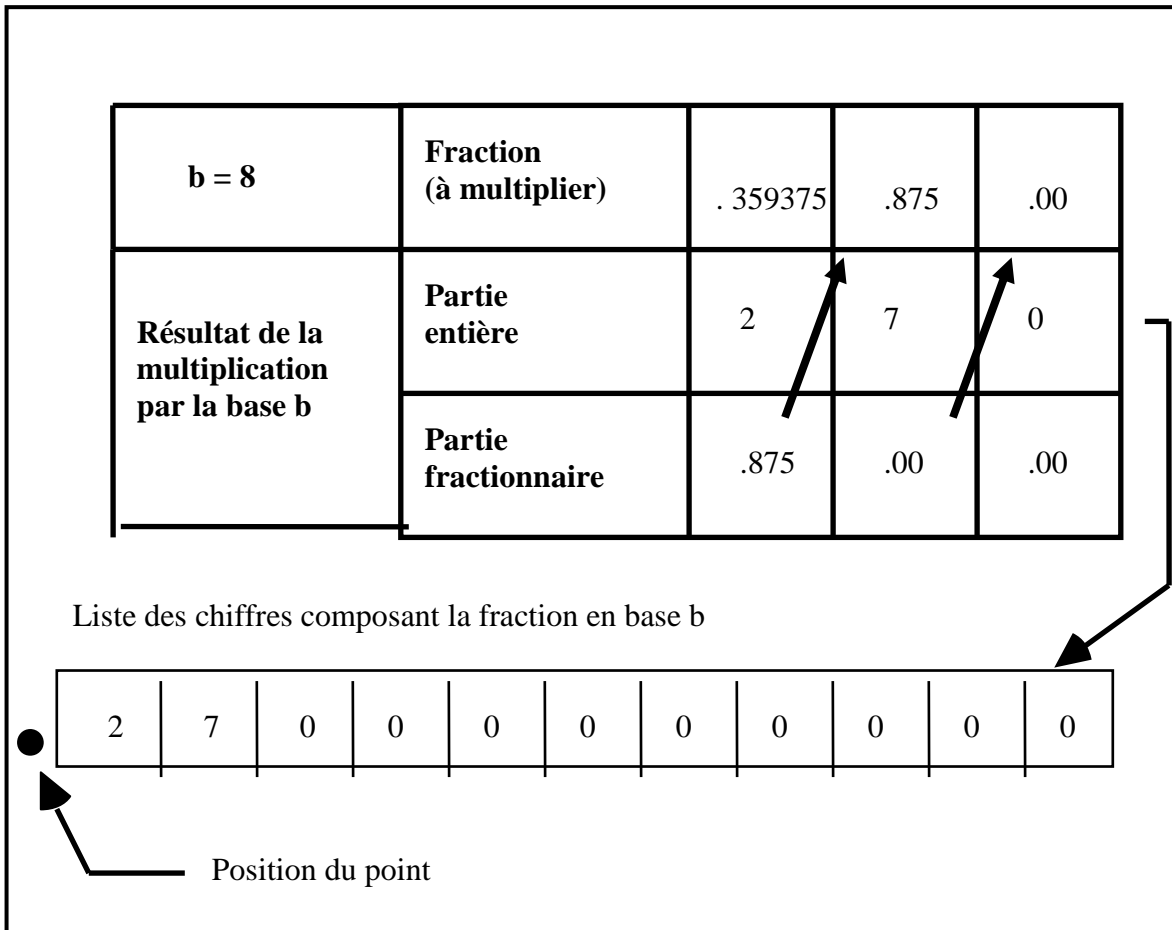 b = 8
Fraction
(à multiplier)
. 359375 .875 .00
Résultat de la
multiplication
par la base b
Partie
entière
2 7 0
Partie
fractionnaire
.875 .00 .00
Liste des chiffres composant la fraction en base b
2 7 0 0 0 0 0 0 0 0 0
Position du point